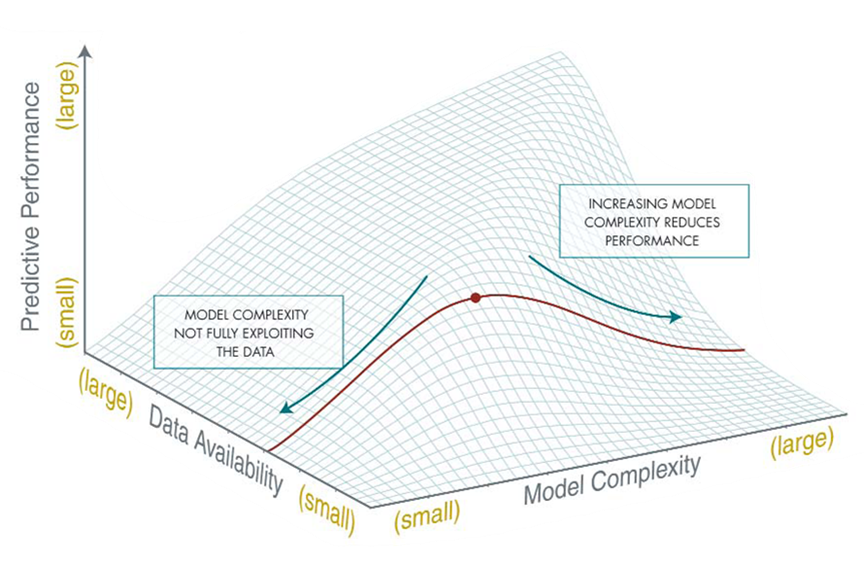 Predictive Performance
(large)
(small)
INCREASING MODEL
COMPLEXITY REDUCES
PERFORMANCE
MODEL COMPLEXITY
NOT FULLY EXPLOITING
THE DATA
(large)
Data Availability
(small)
(small)
Model Complexity
(large)